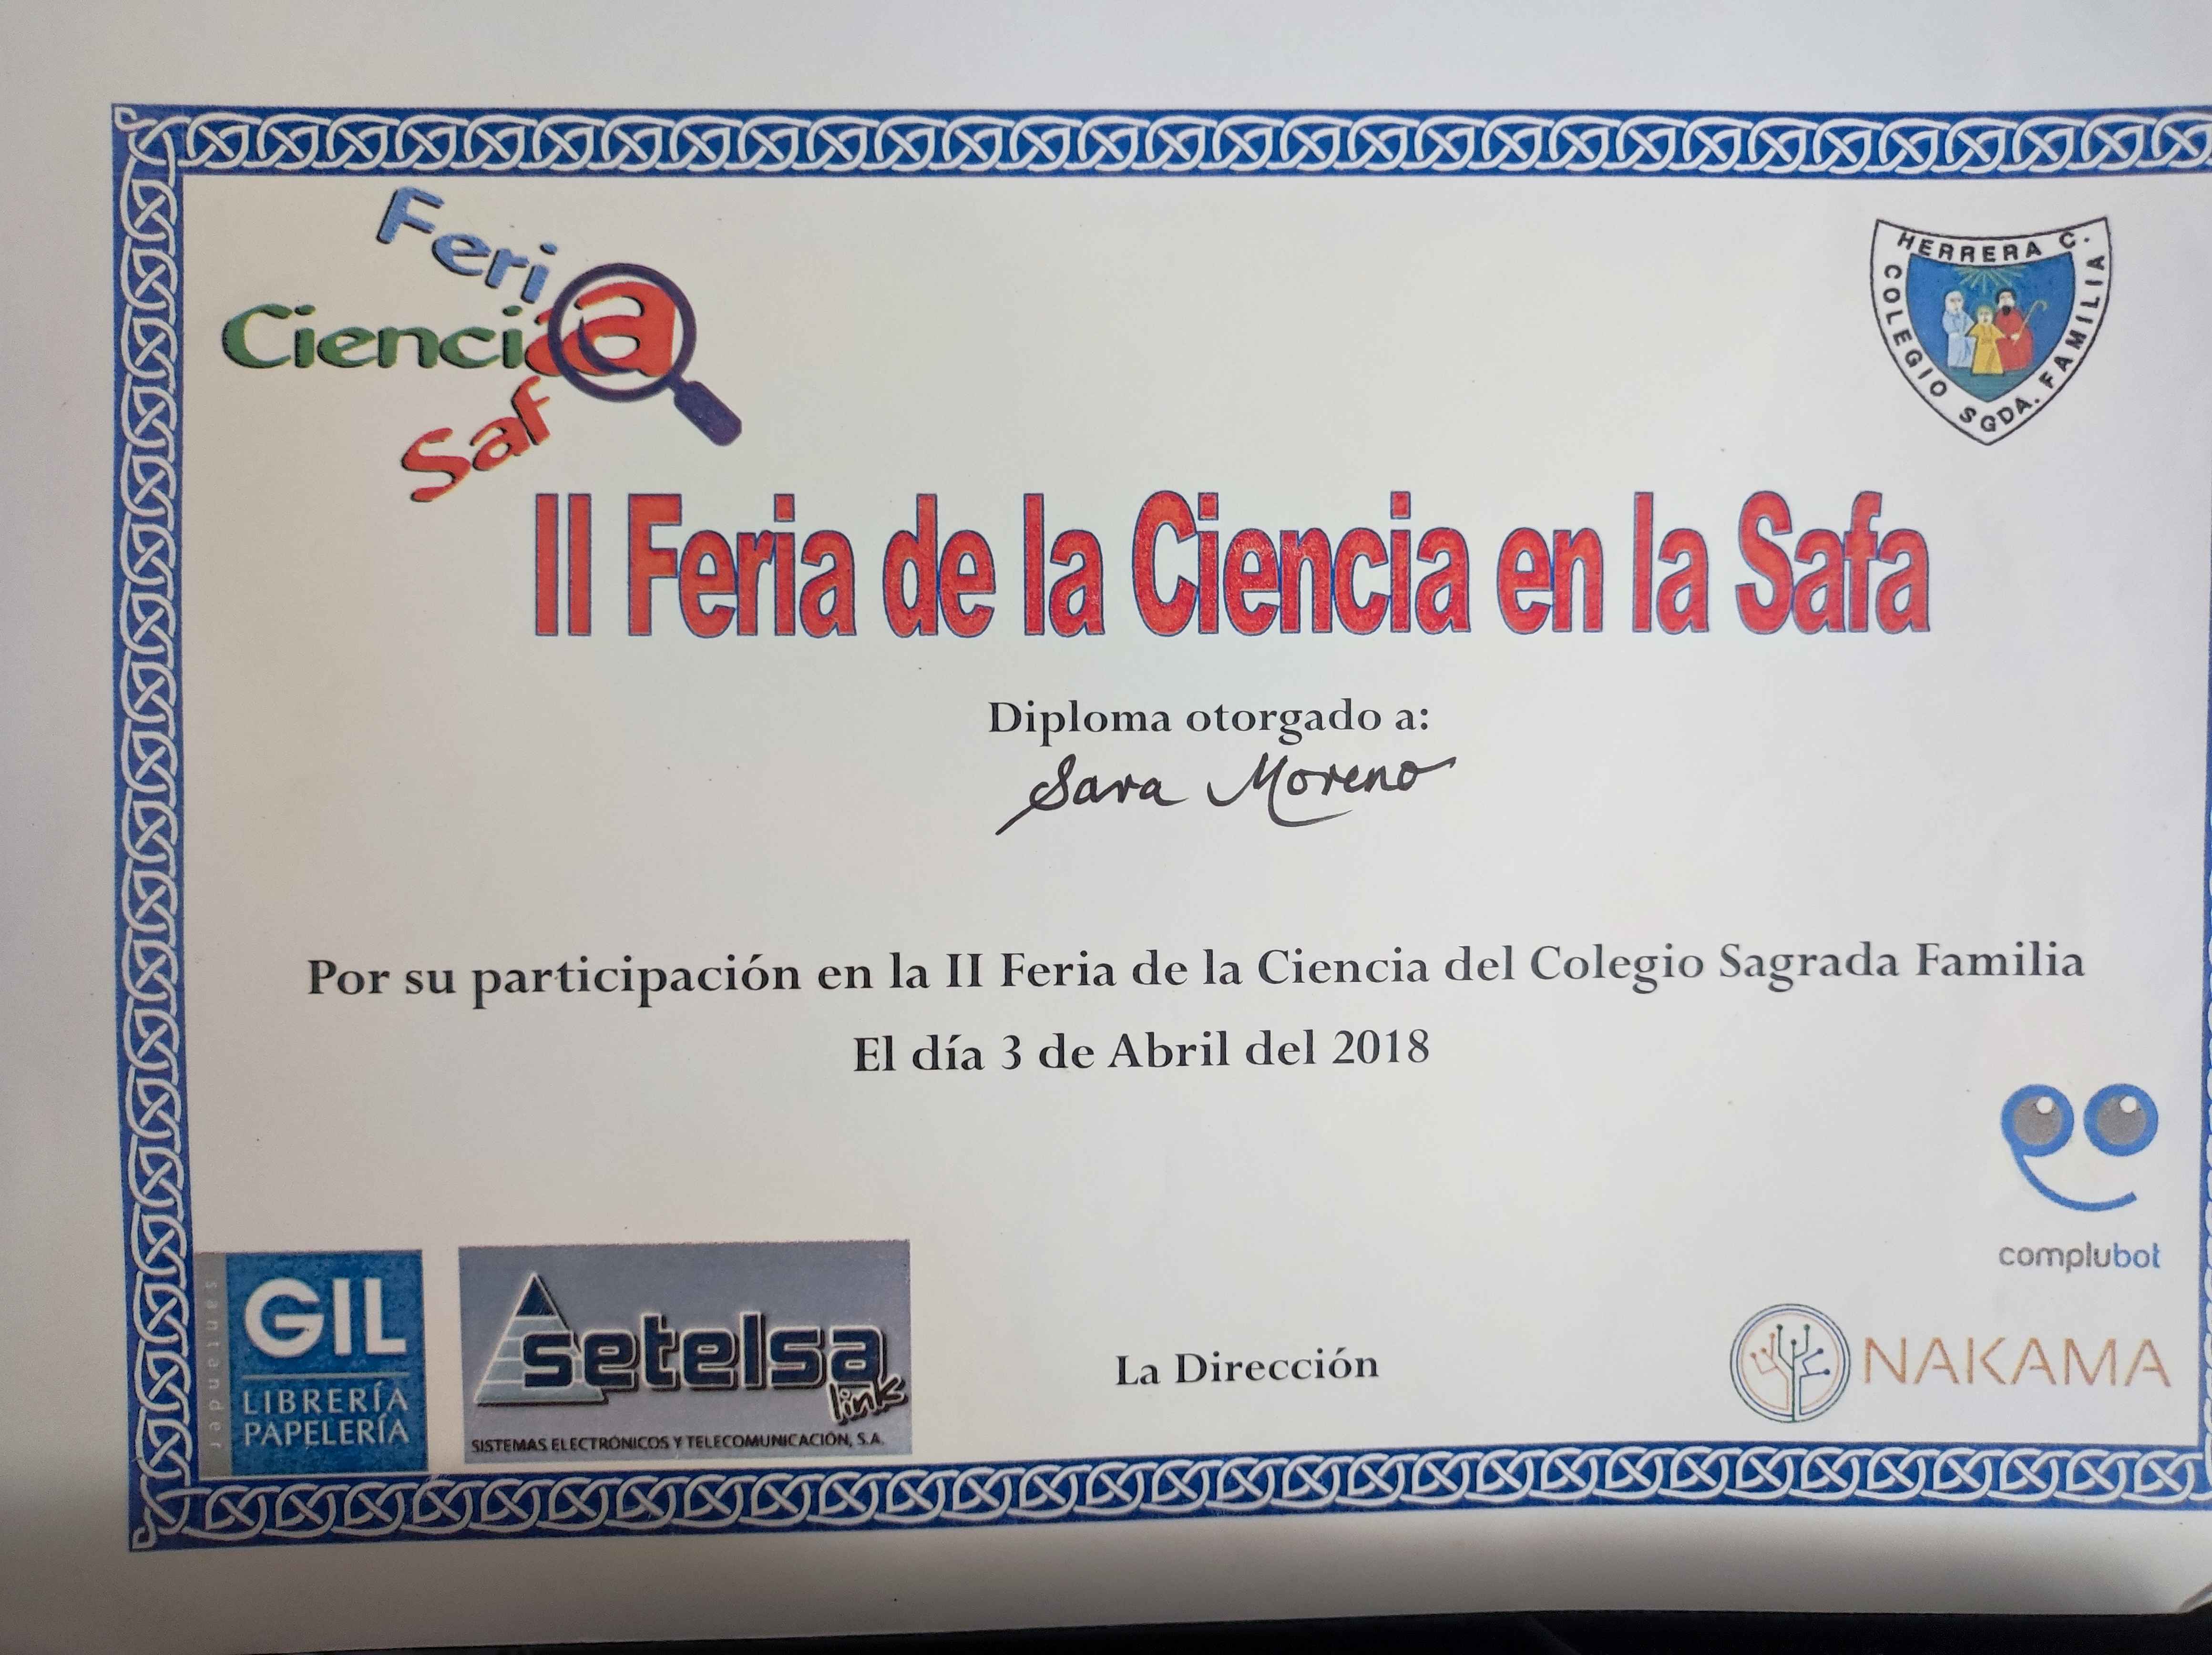 Feria
Ciencia
Safa
HERRERA C.
COLEGIO SGDA. FAMILIA
II Feria de la Ciencia en la Safa
Diploma otorgado a:
Sara Moreno
Por su participación en la II Feria de la Ciencia del Colegio Sagrada Familia
El día 3 de Abril del 2018
complubot
santander
GIL
LIBRERÍA
PAPELERÍA
setelsa
link
SISTEMAS ELECTRÓNICOS Y TELECOMUNICACIÓN, S.A.
La Dirección
NAKAMA